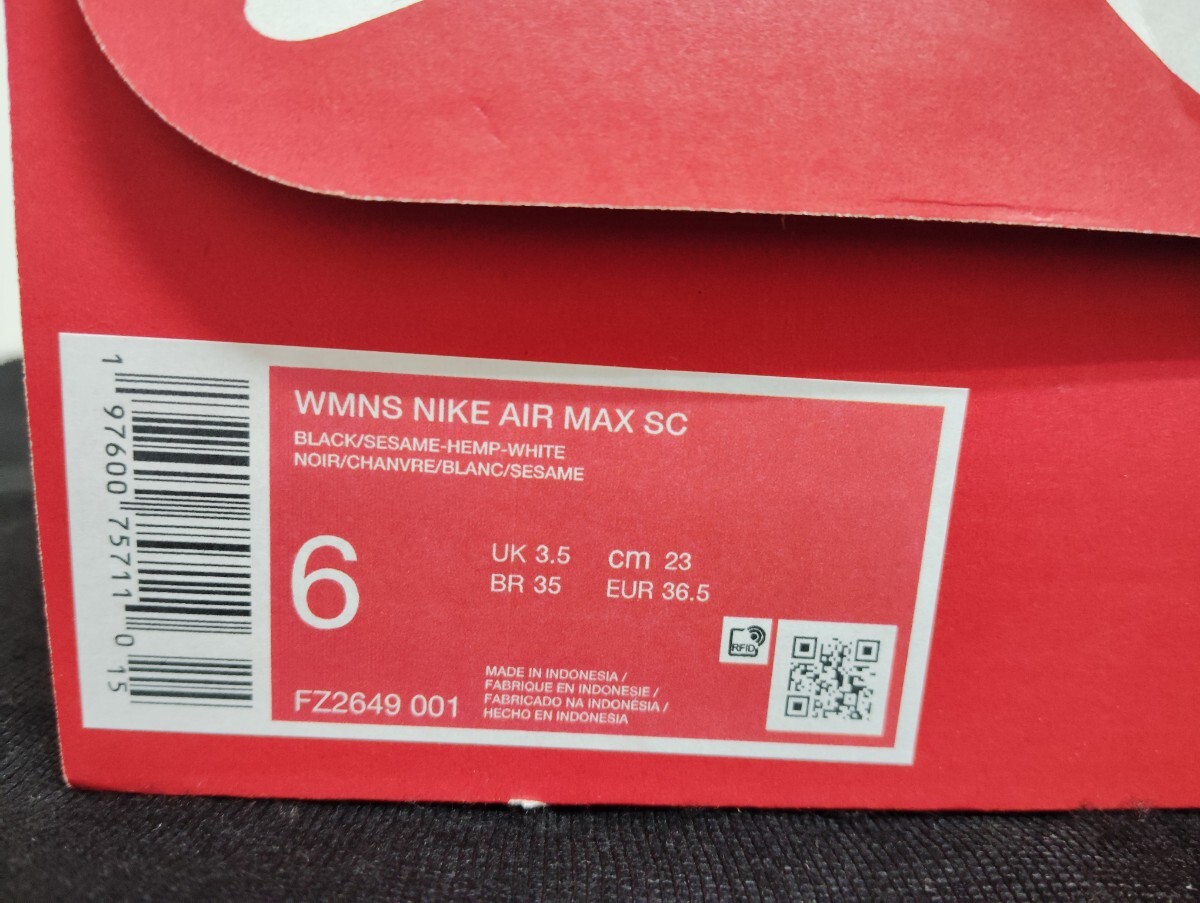 1 97600 75711 0 15
WMNS NIKE AIR MAX SC
BLACK/SESAME-HEMP-WHITE
NOIR/CHANVRE/BLANC/SESAME
6
UK 3.5 cm 23
BR 35 EUR 36.5
RFID
FZ2649 001
MADE IN INDONESIA /
FABRIQUE EN INDONESIE /
FABRICADO NA INDONÉSIA /
HECHO EN INDONESIA